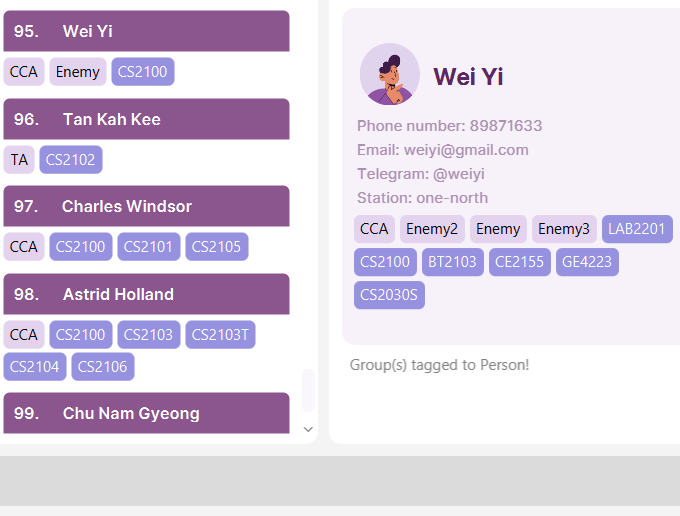 95. Wei Yi
CCA Enemy CS2100
96. Tan Kah Kee
TA CS2102
97. Charles Windsor
CCA CS2100 CS2101 CS2105
98. Astrid Holland
CCA CS2100 CS2103 CS2103T
CS2104 CS2106
99. Chu Nam Gyeong
Wei Yi
Phone number: 89871633
Email: weiyi@gmail.com
Telegram: @weiyi
Station: one-north
CCA Enemy2 Enemy Enemy3 LAB2201
CS2100 BT2103 CE2155 GE4223
CS2030S
Group(s) tagged to Person!